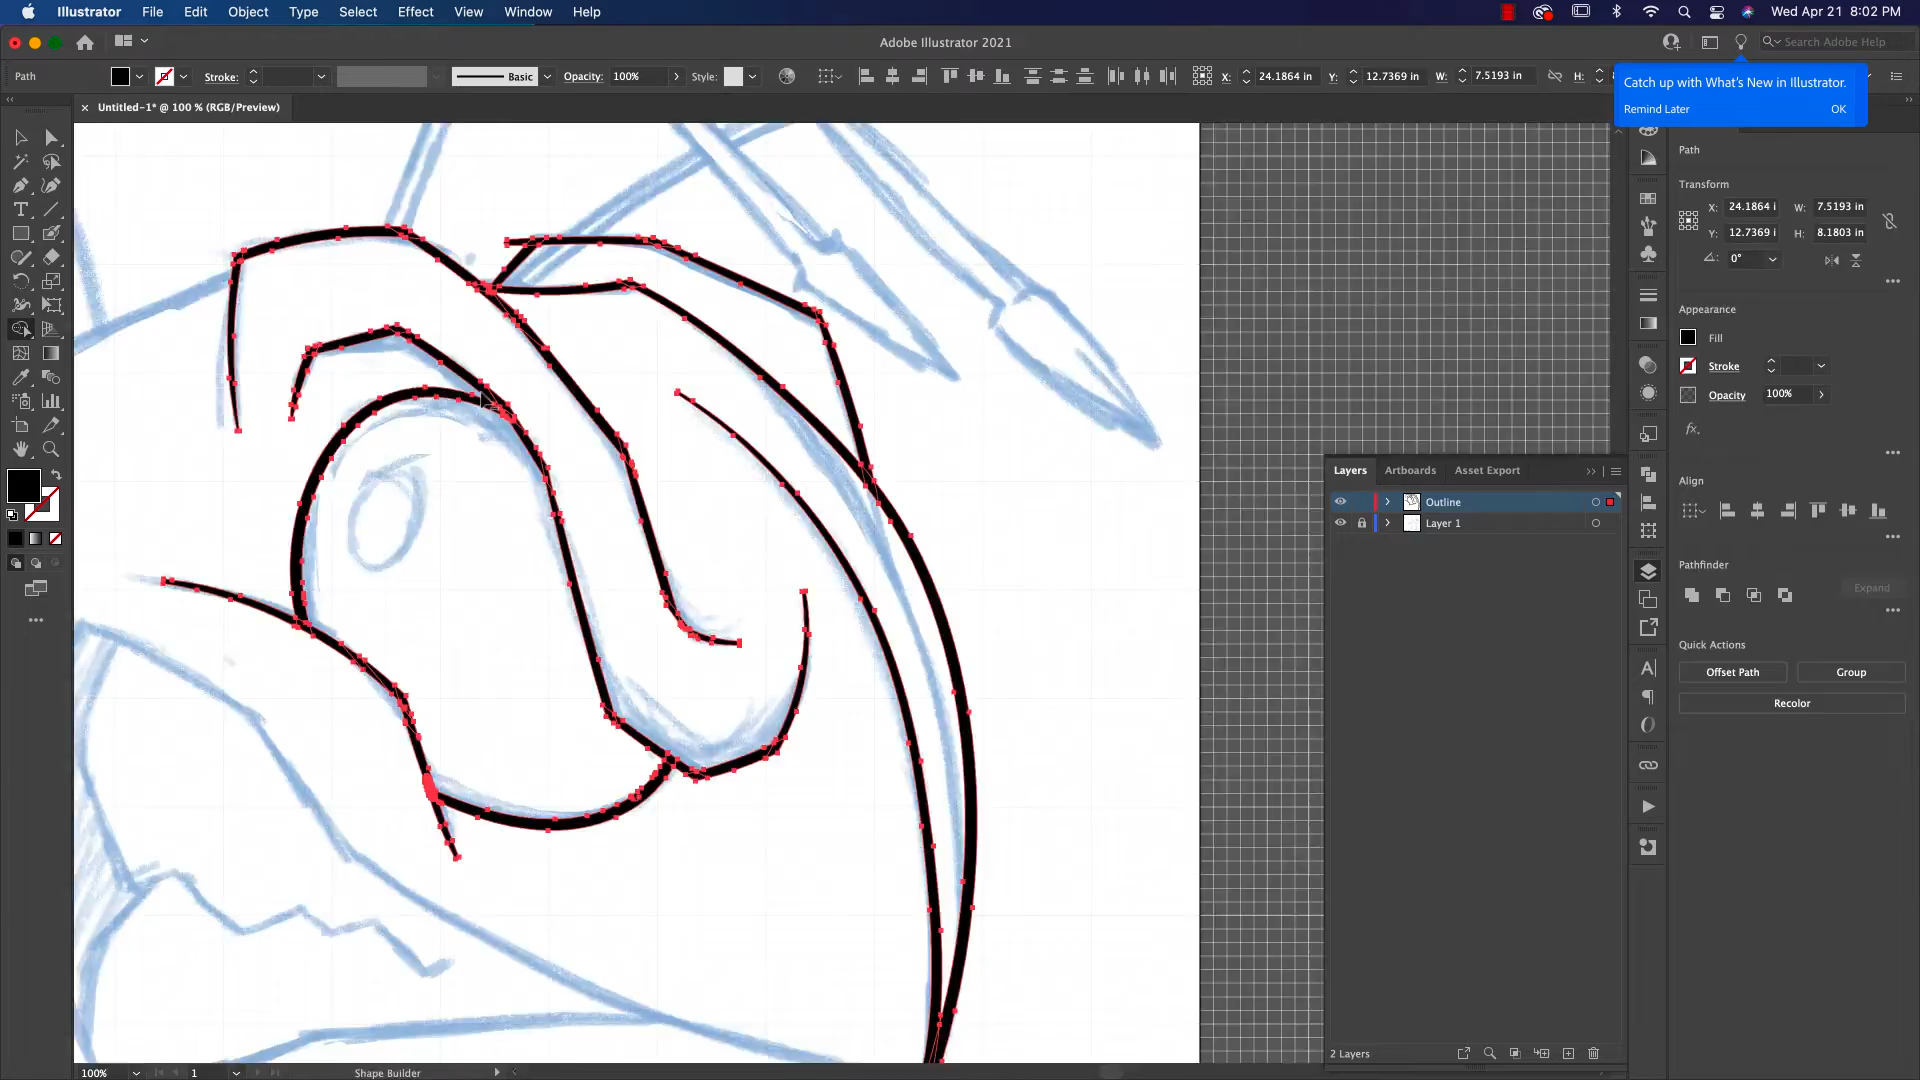 Illustrator File Edit Object Type Select Effect View Window Help Wed Apr 21 8:02 PM
Adobe Illustrator 2021 Search Adobe Help
Path Stroke: Basic Opacity: 100% Style: X: 24.1864 in Y: 12.7369 in W: 7.5193 in H:
Catch up with What's New in Illustrator.
Remind Later OK
Untitled-1* @ 100 % (RGB/Preview)
Path
Transform
X: 24.1864 i W: 7.5193 in
Y: 12.7369 i H: 8.1803 in
0°
Appearance
Fill
Stroke
Opacity 100%
fx.
Layers Artboards Asset Export
Outline
Layer 1
Align
Pathfinder
Expand
Quick Actions
Offset Path Group
Recolor
2 Layers
100% 1 Shape Builder